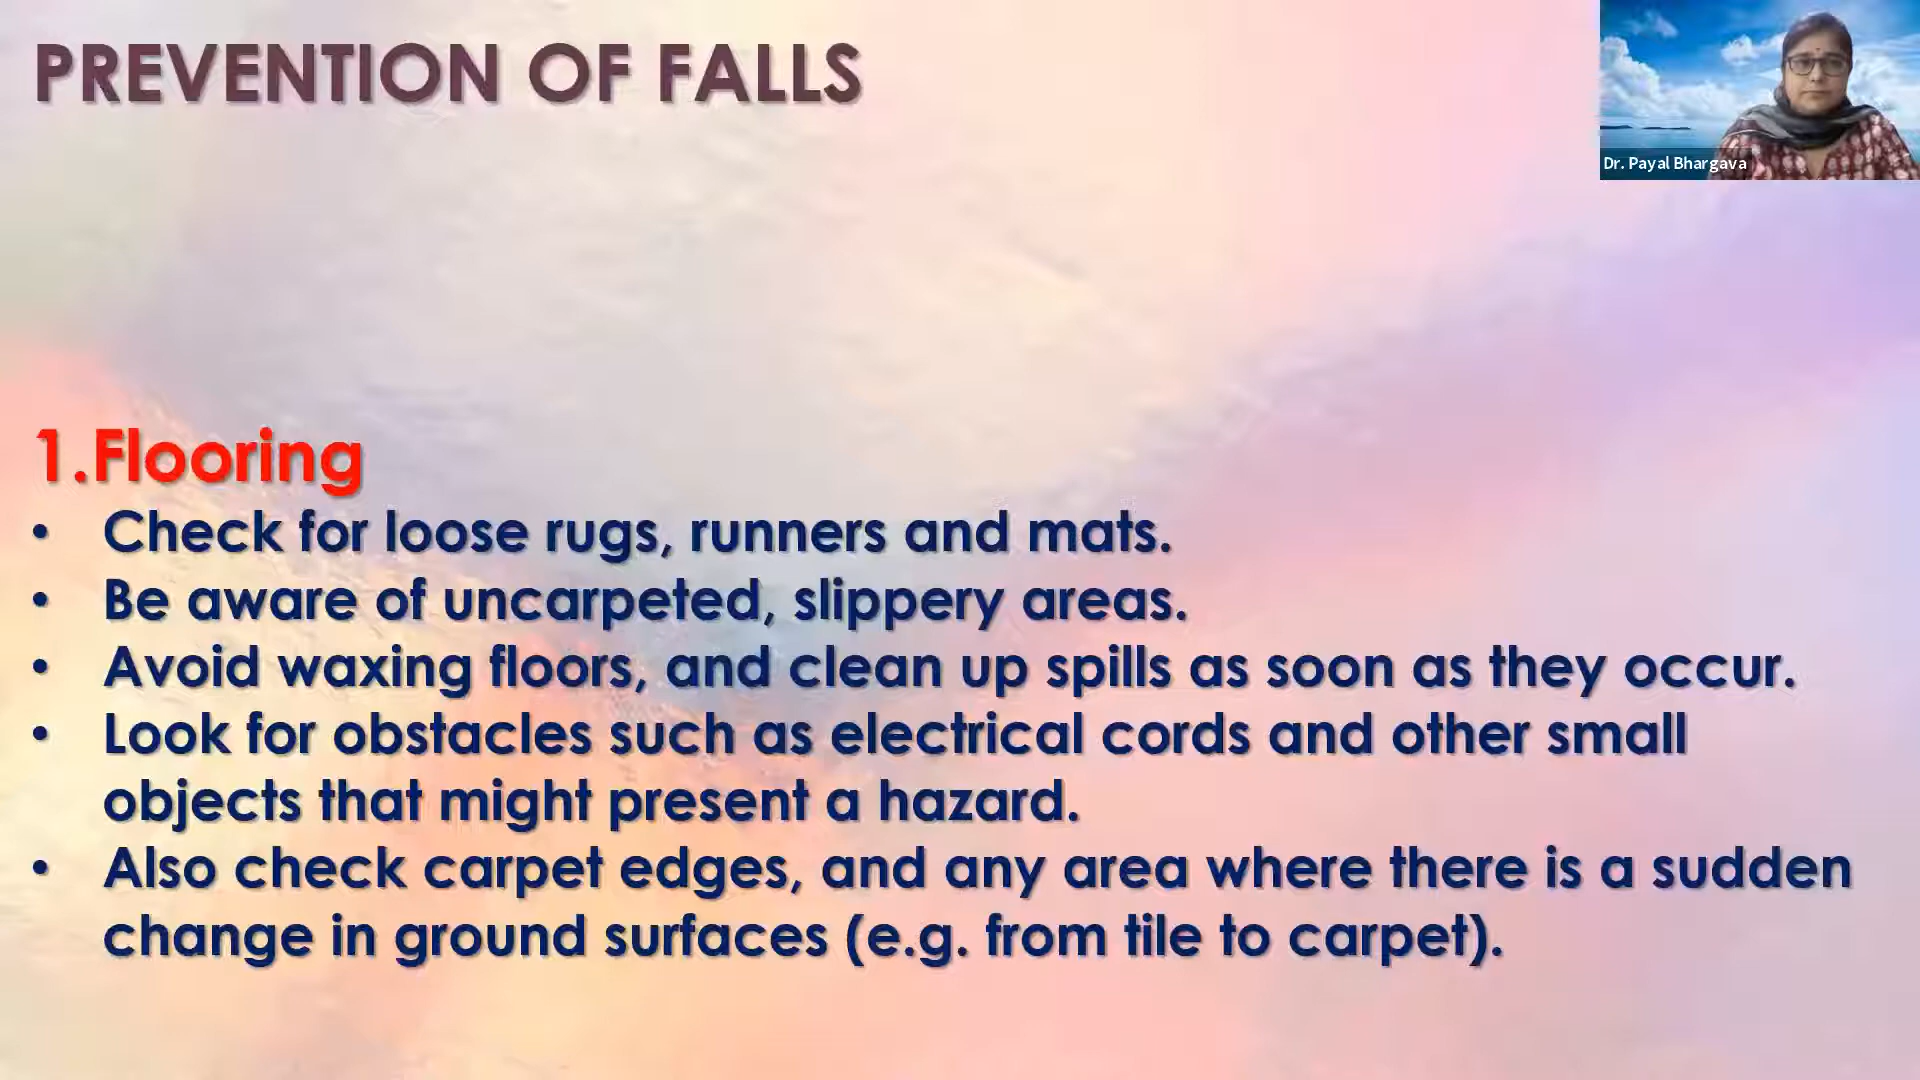 PREVENTION OF FALLS
Dr. Payal Bhargava
1.Flooring
• Check for loose rugs, runners and mats.
• Be aware of uncarpeted, slippery areas.
• Avoid waxing floors, and clean up spills as soon as they occur.
• Look for obstacles such as electrical cords and other small
objects that might present a hazard.
• Also check carpet edges, and any area where there is a sudden
change in ground surfaces (e.g. from tile to carpet).